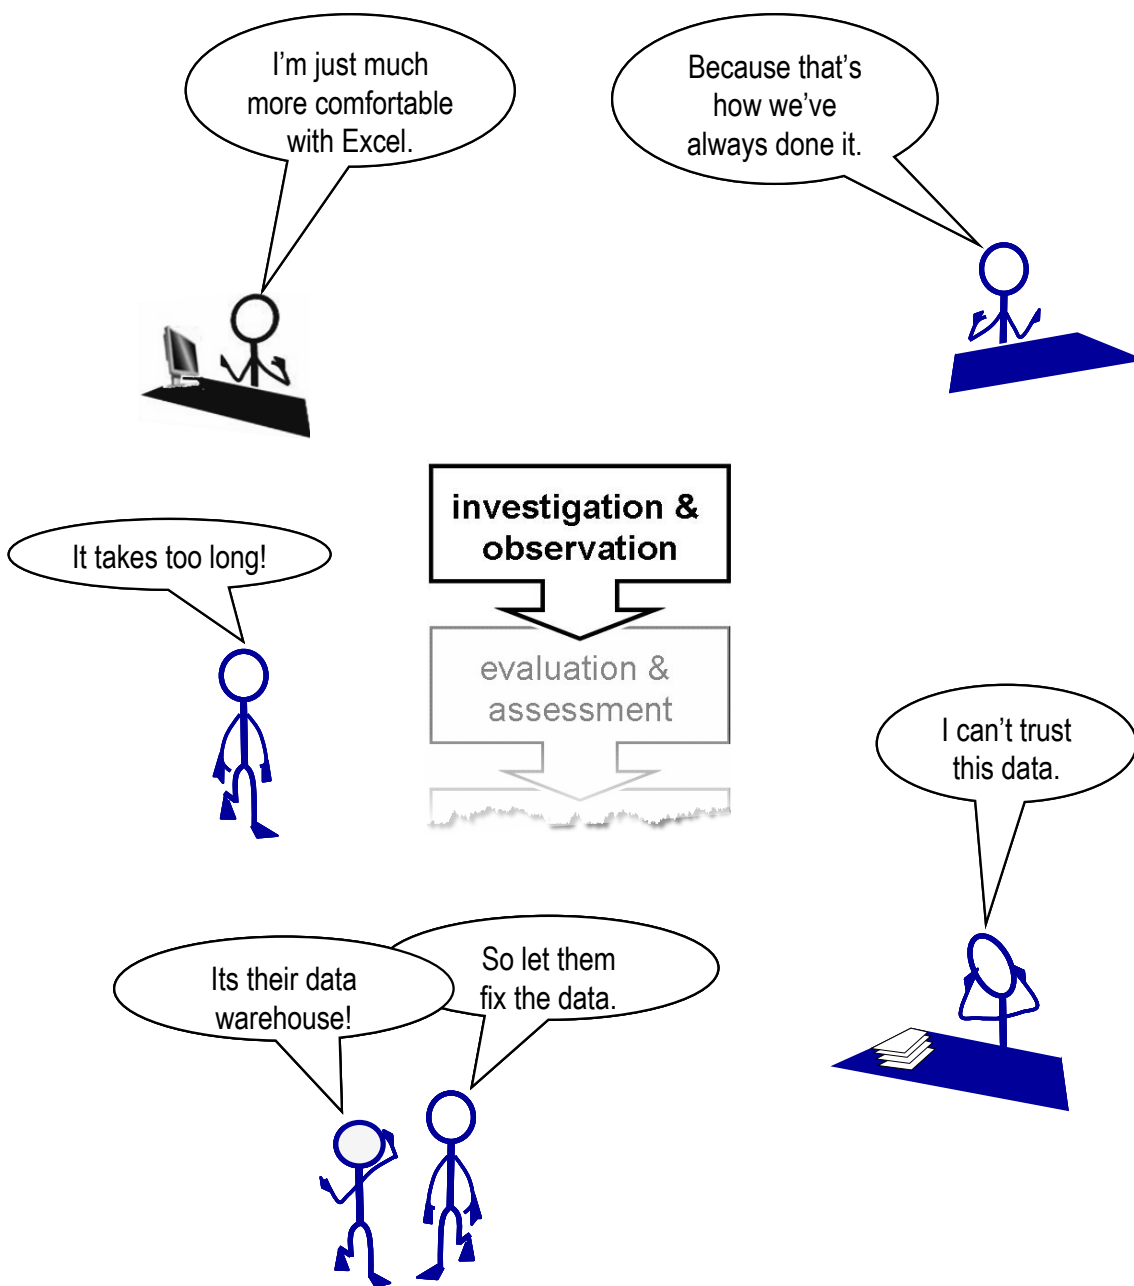 I'm just much
more comfortable
with Excel.
Because that's
how we've
always done it.
investigation &
observation
It takes too long!
evaluation &
assessment
I can't trust
this data.
Its their data
warehouse!
So let them
fix the data.